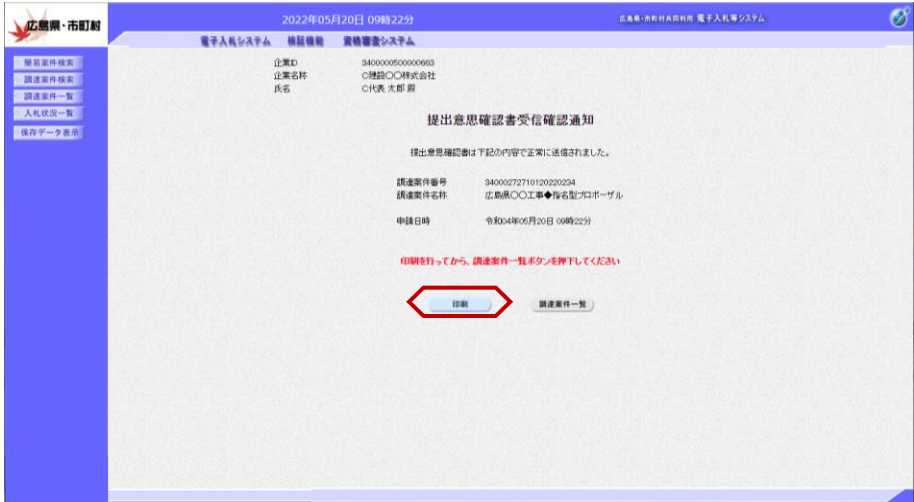 広島県・市町村
2022年05月20日 09時22分
広島県・市町村共同利用 電子入札等システム
電子入札システム 検証機能 資格審査システム
簡易案件検索
調達案件検索
調達案件一覧
入札状況一覧
保存データ表示
企業ID 3400000500000663
企業名称 C建設〇〇株式会社
氏名 C代表 太郎 殿
提出意思確認書受信確認通知
提出意思確認書は下記の内容で正常に送信されました。
調達案件番号 34000272710120220234
調達案件名称 広島県〇〇工事◆指名型プロポーザル
申請日時 令和04年05月20日 09時22分
印刷を行ってから、調達案件一覧ボタンを押下してください
印刷 調達案件一覧